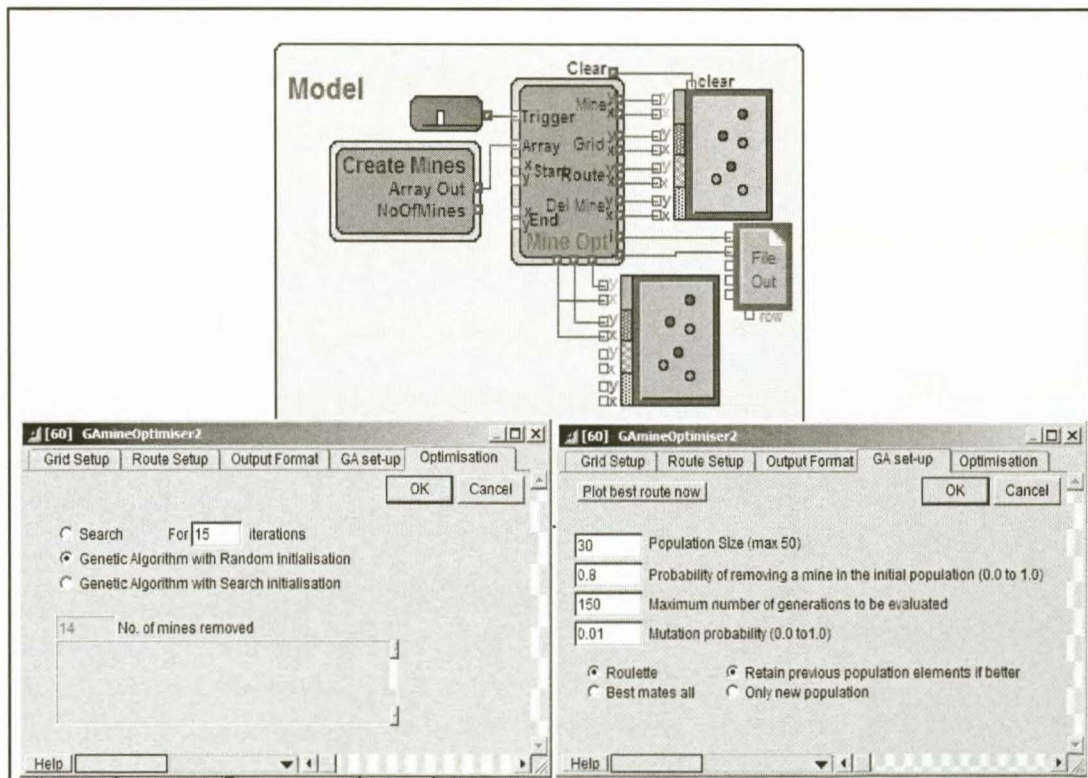 Model
Clear
clear
Trigger
Array
x
y
Start
x
y
End
Mine Opt
Mine
y
x
Grid
y
x
Route
y
x
Del Mine
y
x
i
Create Mines
Array Out
NoOfMines
y
x
y
x
y
x
y
x
File
Out
row
y
x
y
x
y
x
y
x
[60] GAmineOptimiser2
Grid Setup Route Setup Output Format GA set-up Optimisation
OK Cancel
Search For 15 iterations
Genetic Algorithm with Random Initialisation
Genetic Algorithm with Search initialisation
14 No. of mines removed
Help
[60] GAmineOptimiser2
Grid Setup Route Setup Output Format GA set-up Optimisation
Plot best route now OK Cancel
30 Population Size (max 50)
0.8 Probability of removing a mine in the initial population (0.0 to 1.0)
150 Maximum number of generations to be evaluated
0.01 Mutation probability (0.0 to1.0)
Roulette Retain previous population elements if better
Best mates all Only new population
Help